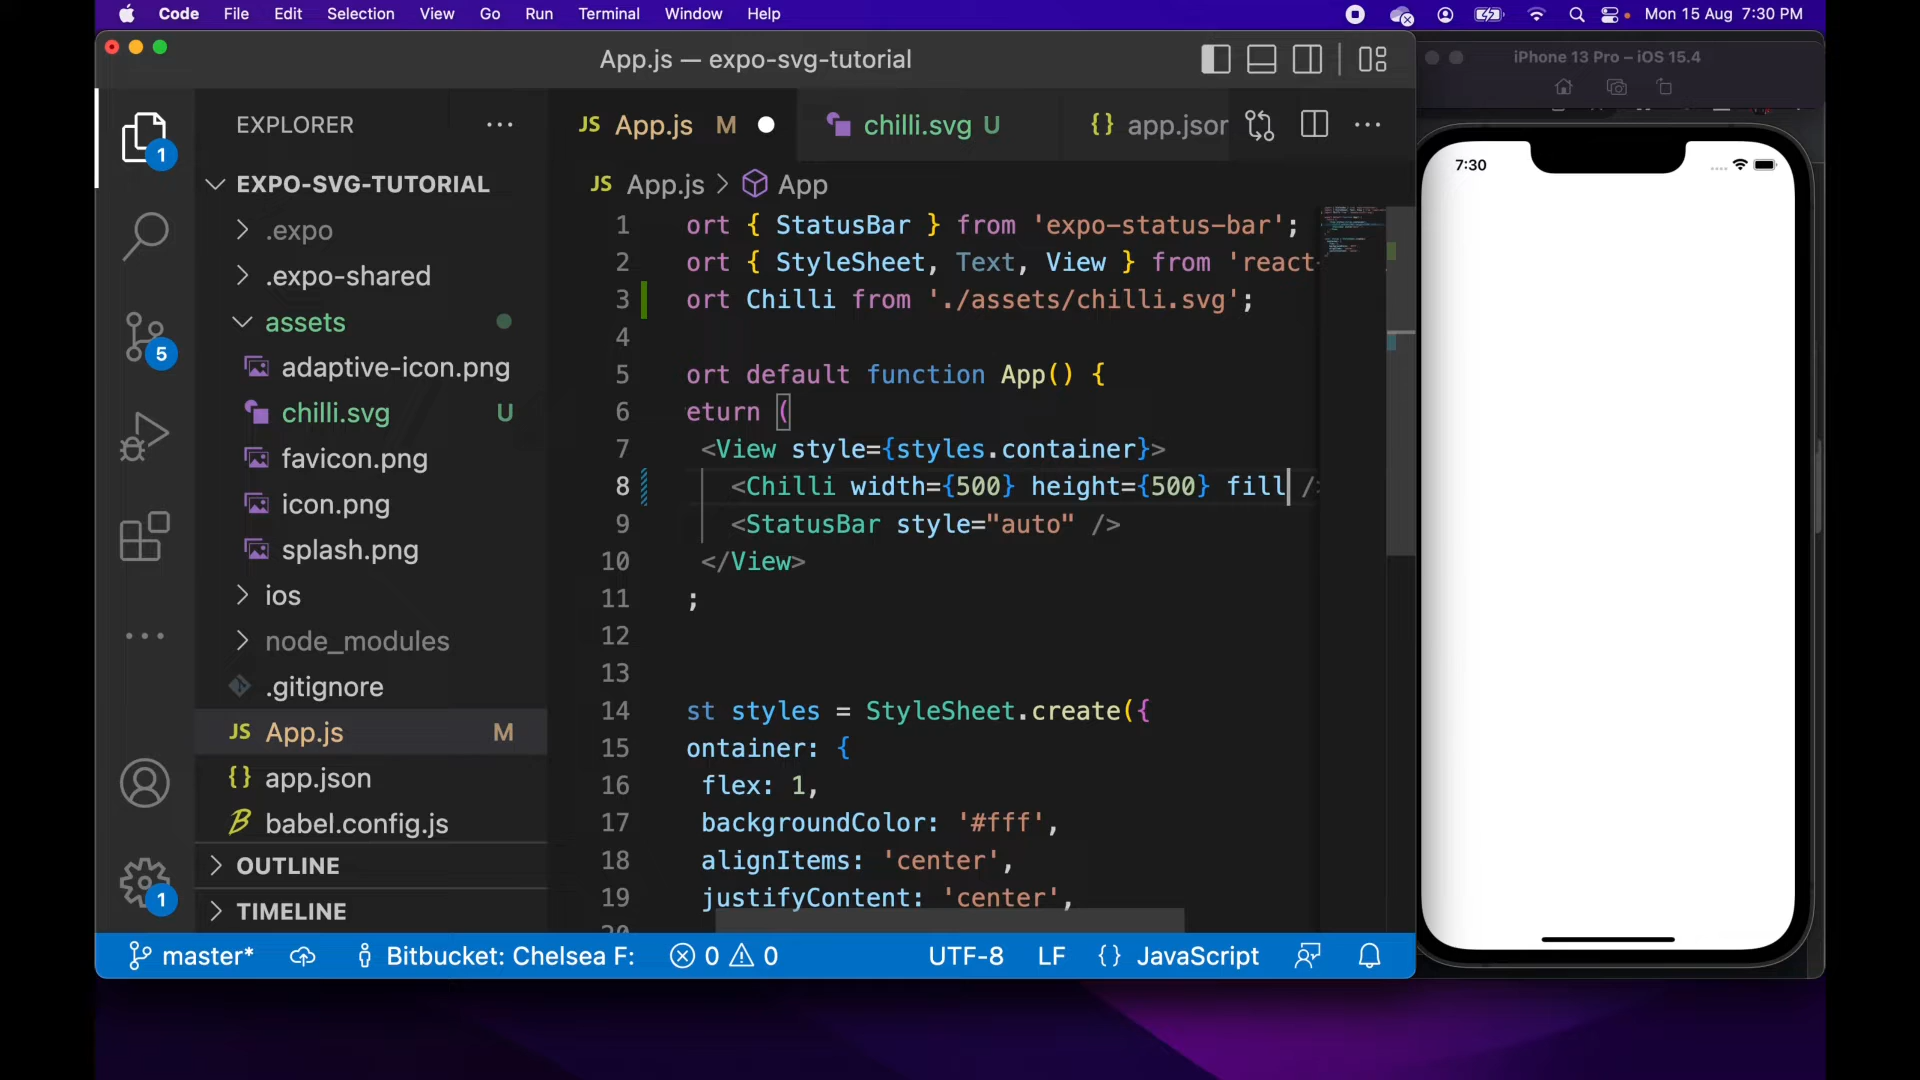 Code File Edit Selection View Go Run Terminal Window Help Mon 15 Aug 7:30 PM
App.js — expo-svg-tutorial
iPhone 13 Pro – iOS 15.4
EXPLORER
JS App.js M chilli.svg U {} app.jsor
EXPO-SVG-TUTORIAL
.expo
.expo-shared
assets
adaptive-icon.png
chilli.svg U
favicon.png
icon.png
splash.png
ios
node_modules
.gitignore
JS App.js M
{} app.json
babel.config.js
OUTLINE
TIMELINE
1
5
1
JS App.js > App
1 ort { StatusBar } from 'expo-status-bar';
2 ort { StyleSheet, Text, View } from 'react-
3 ort Chilli from './assets/chilli.svg';
4
5 ort default function App() {
6 eturn (
7 <View style={styles.container}>
8 <Chilli width={500} height={500} fill />
9 <StatusBar style="auto" />
10 </View>
11 ;
12
13
14 st styles = StyleSheet.create({
15 ontainer: {
16 flex: 1,
17 backgroundColor: '#fff',
18 alignItems: 'center',
19 justifyContent: 'center',
20
7:30
master* Bitbucket: Chelsea F: 0 0 UTF-8 LF {} JavaScript